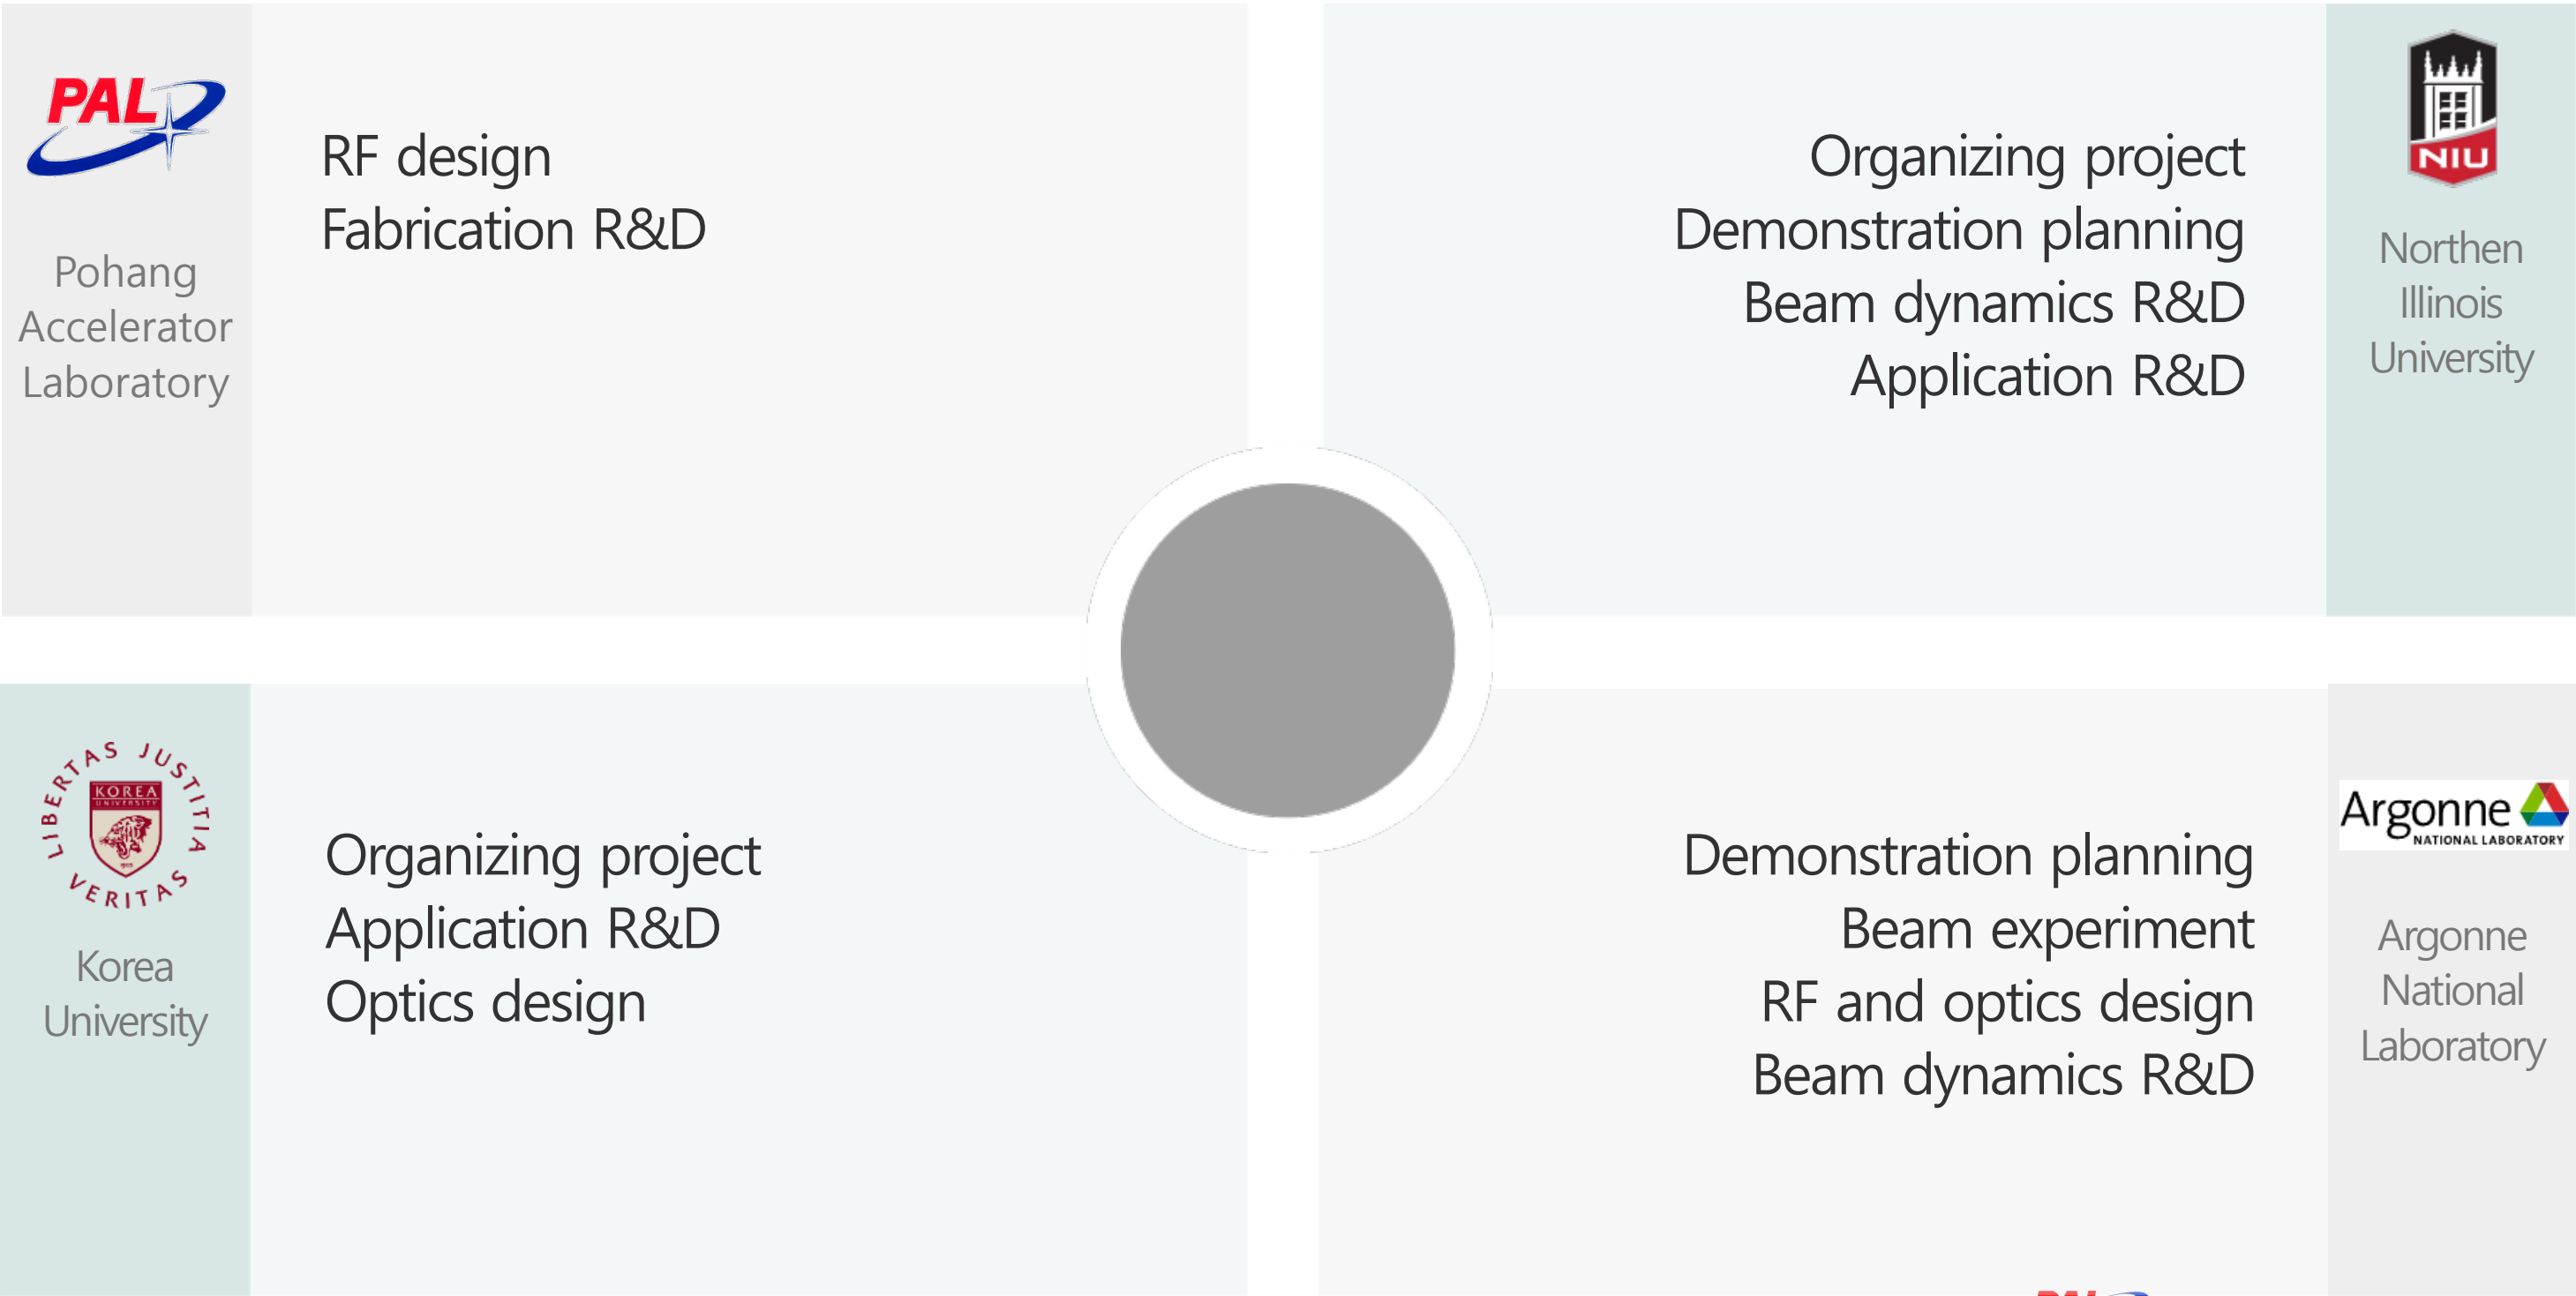 PAL
Pohang
Accelerator
Laboratory
RF design
Fabrication R&D
Organizing project
Demonstration planning
Beam dynamics R&D
Application R&D
NIU
Northen
Illinois
University
LIBERTAS JUSTITIA VERITAS
KOREA
UNIVERSITY
1905
Korea
University
Organizing project
Application R&D
Optics design
Demonstration planning
Beam experiment
RF and optics design
Beam dynamics R&D
Argonne
NATIONAL LABORATORY
Argonne
National
Laboratory
PAL